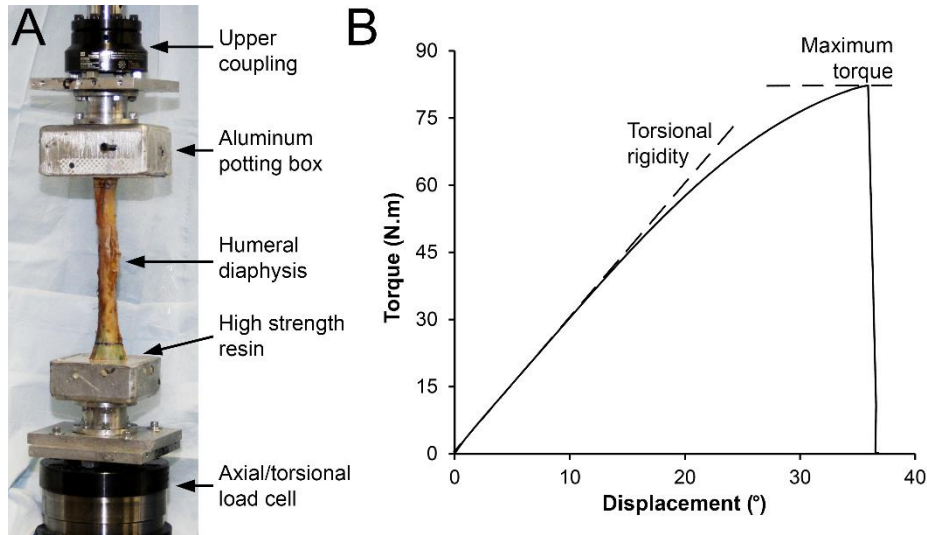 A
Upper
coupling
Aluminum
potting box
Humeral
diaphysis
High strength
resin
Axial/torsional
load cell
B
90
75
60
45
30
15
0
Torque (N.m)
Maximum
torque
Torsional
rigidity
0
10
20
30
40
Displacement (°)